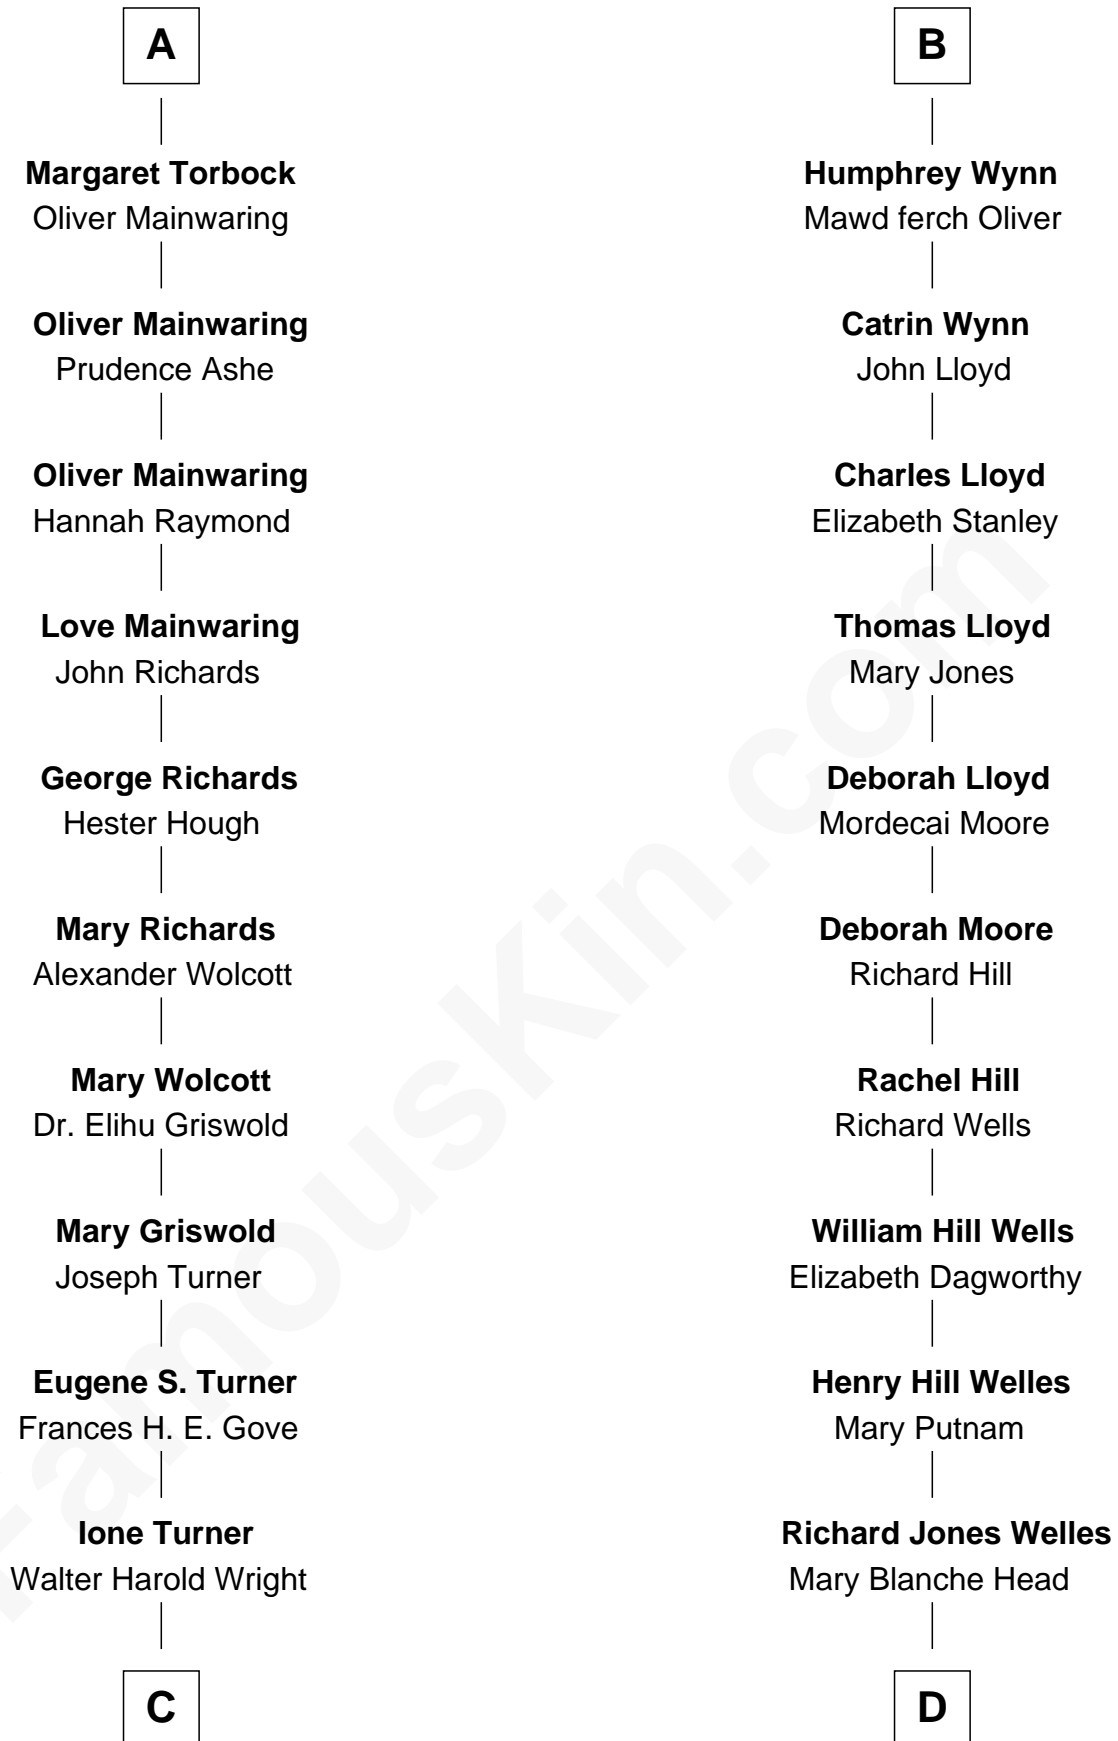 A
Margaret Torbock
Oliver Mainwaring
Oliver Mainwaring
Prudence Ashe
Oliver Mainwaring
Hannah Raymond
Love Mainwaring
John Richards
George Richards
Hester Hough
Mary Richards
Alexander Wolcott
Mary Wolcott
Dr. Elihu Griswold
Mary Griswold
Joseph Turner
Eugene S. Turner
Frances H. E. Gove
Ione Turner
Walter Harold Wright
C
B
Humphrey Wynn
Mawd ferch Oliver
Catrin Wynn
John Lloyd
Charles Lloyd
Elizabeth Stanley
Thomas Lloyd
Mary Jones
Deborah Lloyd
Mordecai Moore
Deborah Moore
Richard Hill
Rachel Hill
Richard Wells
William Hill Wells
Elizabeth Dagworthy
Henry Hill Welles
Mary Putnam
Richard Jones Welles
Mary Blanche Head
D
FamousKin.com